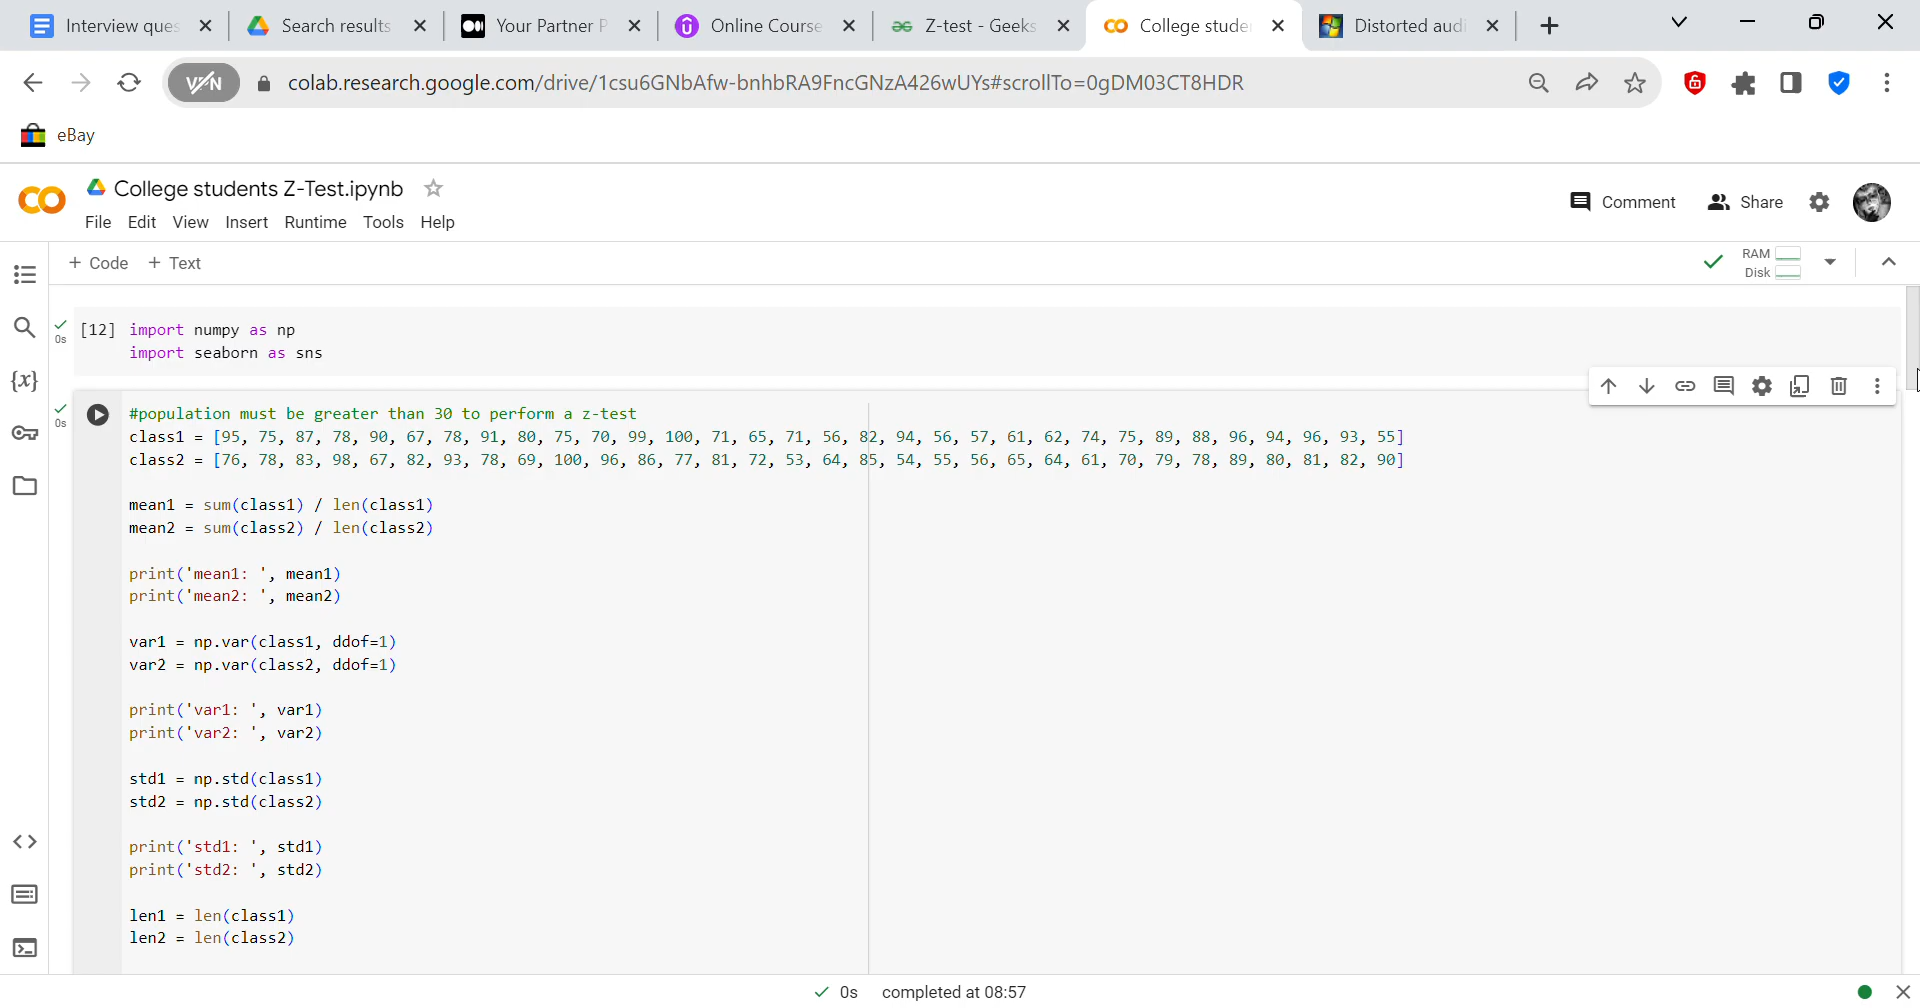 Interview ques Search results Your Partner P Online Course Z-test - Geeks College stude Distorted audi
VPN colab.research.google.com/drive/1csu6GNbAfw-bnhbRA9FncGNzA426wUYs#scrollTo=0gDM03CT8HDR
eBay
College students Z-Test.ipynb
Comment Share
File Edit View Insert Runtime Tools Help
+ Code + Text RAM
Disk
[12] import numpy as np
0s
import seaborn as sns
#population must be greater than 30 to perform a z-test
0s
class1 = [95, 75, 87, 78, 90, 67, 78, 91, 80, 75, 70, 99, 100, 71, 65, 71, 56, 82, 94, 56, 57, 61, 62, 74, 75, 89, 88, 96, 94, 96, 93, 55]
class2 = [76, 78, 83, 98, 67, 82, 93, 78, 69, 100, 96, 86, 77, 81, 72, 53, 64, 85, 54, 55, 56, 65, 64, 61, 70, 79, 78, 89, 80, 81, 82, 90]
mean1 = sum(class1) / len(class1)
mean2 = sum(class2) / len(class2)
print('mean1: ', mean1)
print('mean2: ', mean2)
var1 = np.var(class1, ddof=1)
var2 = np.var(class2, ddof=1)
print('var1: ', var1)
print('var2: ', var2)
std1 = np.std(class1)
std2 = np.std(class2)
print('std1: ', std1)
print('std2: ', std2)
len1 = len(class1)
len2 = len(class2)
0s completed at 08:57